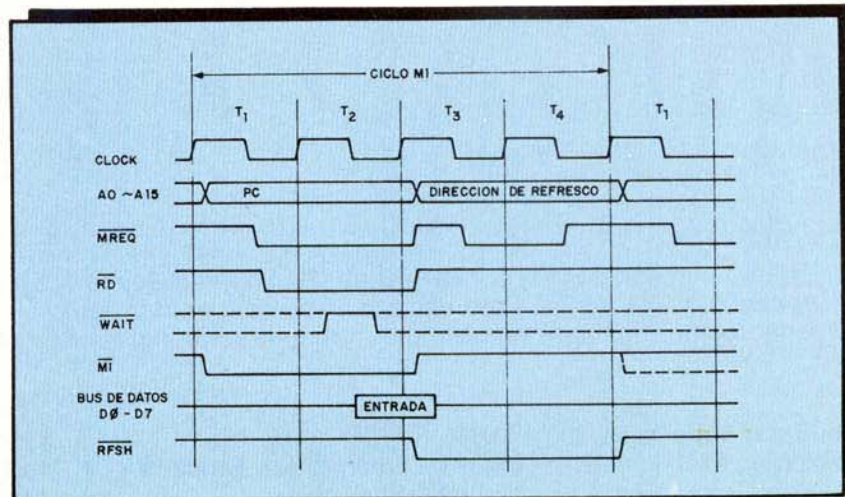 CICLO M1
T1 T2 T3 T4 T1
CLOCK
A0 ~A15 PC DIRECCION DE REFRESCO
MREQ
RD
WAIT
M1
BUS DE DATOS
DØ - D7 ENTRADA
RFSH